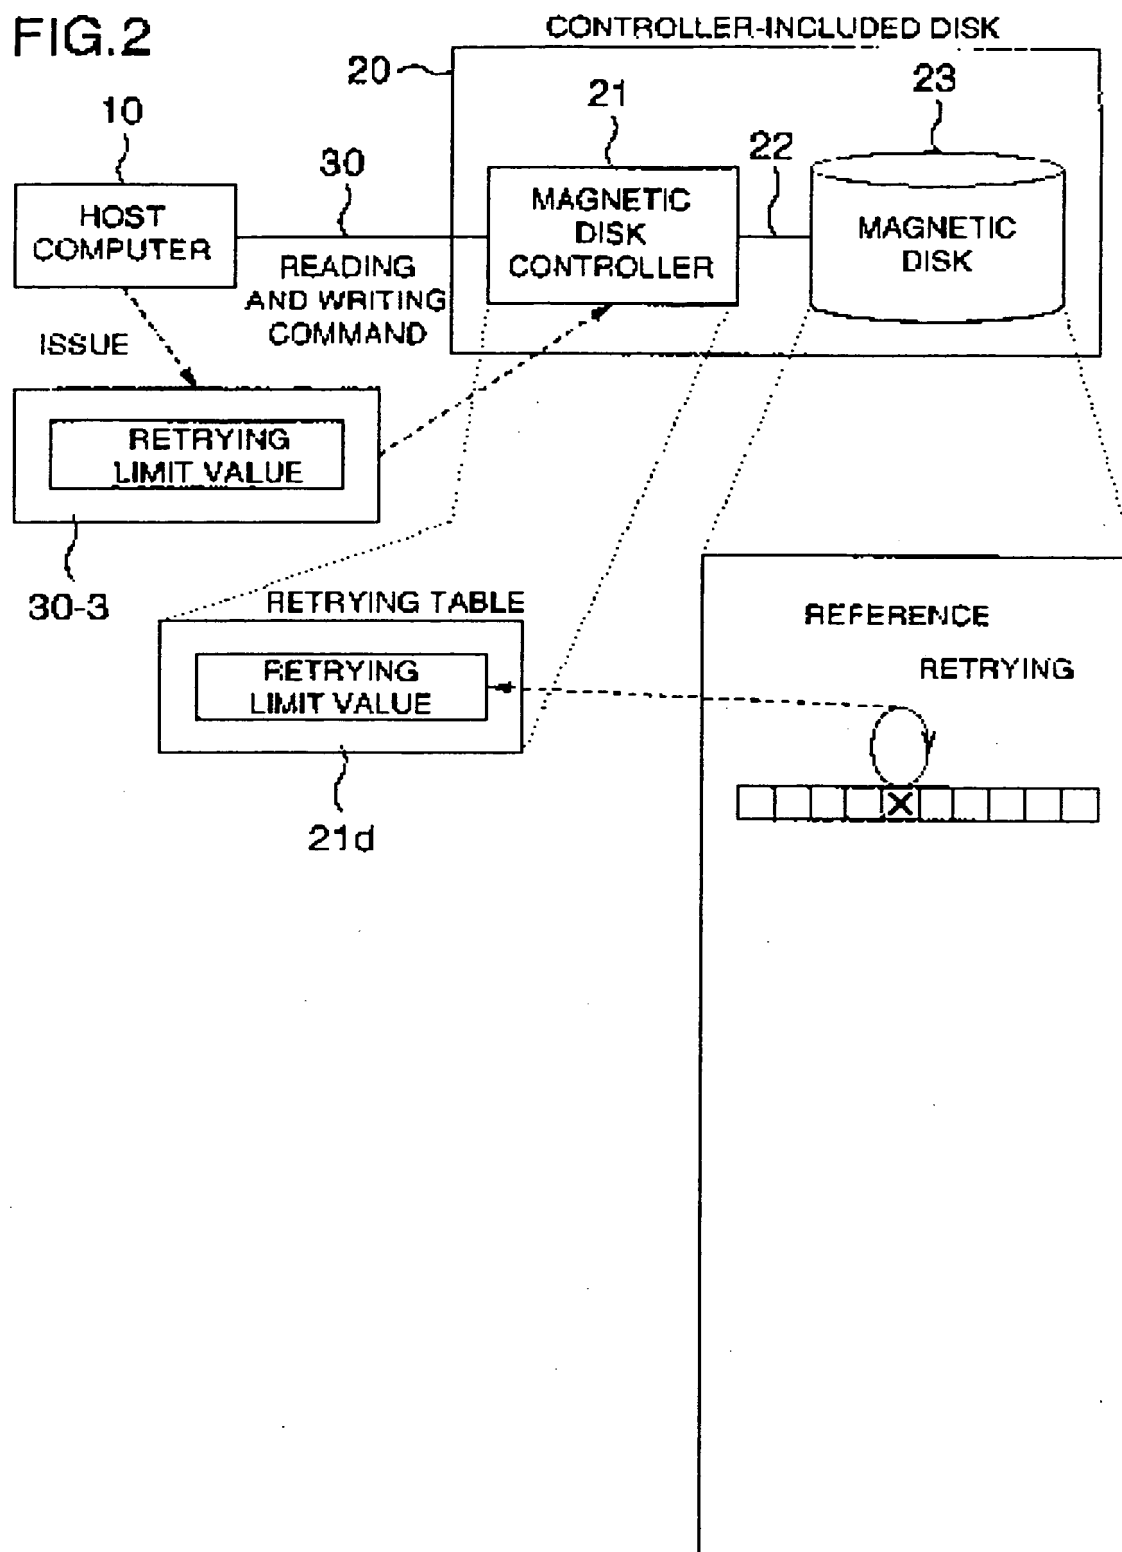 FIG.2
CONTROLLER-INCLUDED DISK
20
10
21
23
30
22
HOST
COMPUTER
MAGNETIC
DISK
CONTROLLER
MAGNETIC
DISK
READING
AND WRITING
COMMAND
ISSUE
RETRYING
LIMIT VALUE
30-3
RETRYING TABLE
RETRYING
LIMIT VALUE
21d
REFERENCE
RETRYING
X